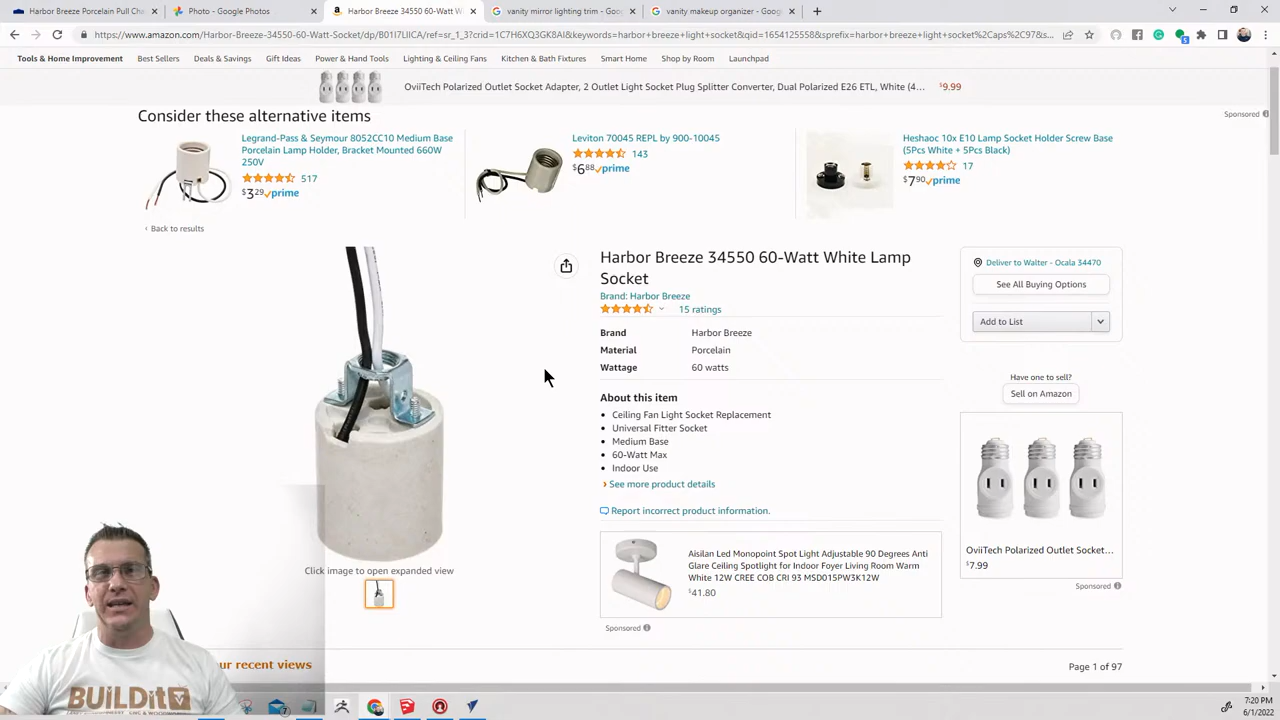 Harbor Breeze Porcelain Pull Cha
Photo - Google Photos
Harbor Breeze 34550 60-Watt W
vanity mirror lighting trim - Goog
vanity makeup organizer - Google
amazon.com/Harbor-Breeze-34550-60-Watt-Socket/dp/B01I7LIICA/ref=sr_1_3?crid=1C7H6XQ3GK8AI&keywords=harbor+breeze+light+socket&qid=1654125558&sprefix=harbor+breeze+light+socket%2Caps%2C97&s...
Tools & Home Improvement Best Sellers Deals & Savings Gift Ideas Power & Hand Tools Lighting & Ceiling Fans Kitchen & Bath Fixtures Smart Home Shop by Room Launchpad
OviiTech Polarized Outlet Socket Adapter, 2 Outlet Light Socket Plug Splitter Converter, Dual Polarized E26 ETL, White (4... $9.99
Consider these alternative items
Sponsored
Legrand-Pass & Seymour 8052CC10 Medium Base
Porcelain Lamp Holder, Bracket Mounted 660W
250V
517
$3.29 prime
Leviton 70045 REPL by 900-10045
143
$6.88 prime
Heshaoc 10x E10 Lamp Socket Holder Screw Base
(5Pcs White + 5Pcs Black)
17
$7.90 prime
‹ Back to results
Harbor Breeze 34550 60-Watt White Lamp
Socket
Brand: Harbor Breeze
15 ratings
Brand Harbor Breeze
Material Porcelain
Wattage 60 watts
About this item
• Ceiling Fan Light Socket Replacement
• Universal Fitter Socket
• Medium Base
• 60-Watt Max
• Indoor Use
› See more product details
Report incorrect product information.
Aisilan Led Monopoint Spot Light Adjustable 90 Degrees Anti
Glare Ceiling Spotlight for Indoor Foyer Living Room Warm
White 12W CREE COB CRI 93 MSD015PW3K12W
$41.80
Sponsored
Deliver to Walter - Ocala 34470
See All Buying Options
Add to List
Have one to sell?
Sell on Amazon
OviiTech Polarized Outlet Socket...
$7.99
Sponsored
Click image to open expanded view
ur recent views
Page 1 of 97
BUiLDiT
7
7:20 PM
6/1/2022